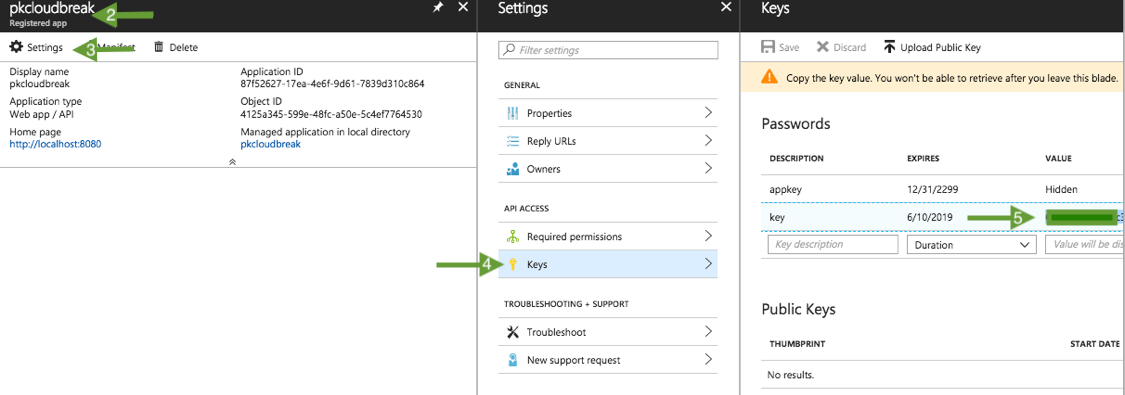 pkcloudbreak
2
Registered app
Settings
3
Manifest
Delete
Display name
pkcloudbreak
Application ID
87f52627-17ea-4e6f-9d61-7839d310c864
Application type
Web app / API
Object ID
4125a345-599e-48fc-a50e-5c4ef7764530
Home page
http://localhost:8080
Managed application in local directory
pkcloudbreak
Settings
Filter settings
GENERAL
Properties
Reply URLs
Owners
API ACCESS
Required permissions
4
Keys
TROUBLESHOOTING + SUPPORT
Troubleshoot
New support request
Keys
Save
Discard
Upload Public Key
Copy the key value. You won't be able to retrieve after you leave this blade.
Passwords
DESCRIPTION EXPIRES VALUE
appkey 12/31/2299 Hidden
key 6/10/2019 5
Key description Duration Value will be
Public Keys
THUMBPRINT START DATE
No results.